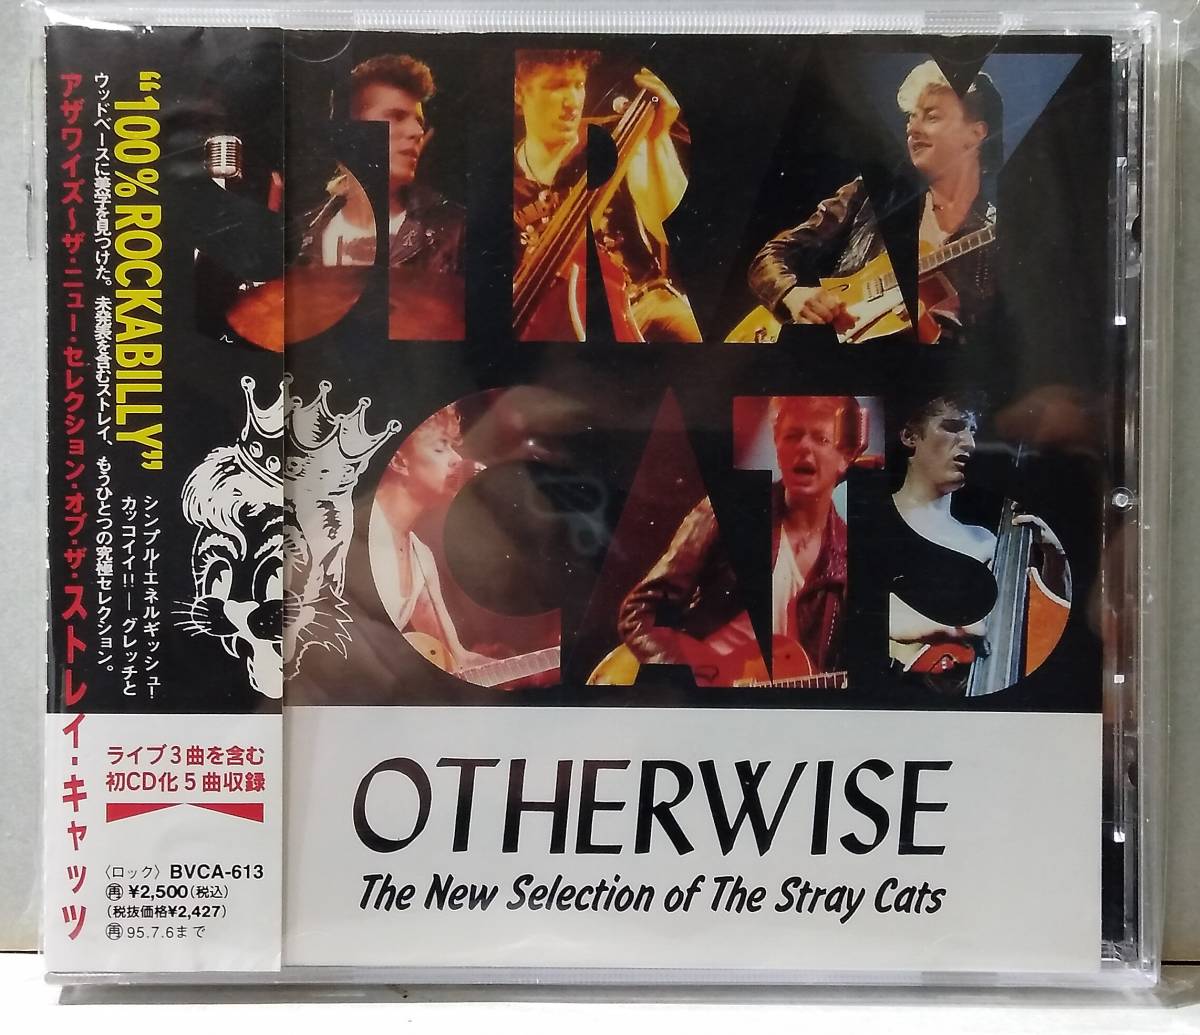 アザワイズ〜ザ・ニュー・セレクション・オブ・ザ・ストレイ・キャッツ
“100% ROCKABILLY”
シンプル・エネルギッシュ・
カッコイイ!!—グレッチと
ウッドベースに美学を見つけた。未発表を含むストレイ、もうひとつの究極セレクション。
ライブ3曲を含む
初CD化5曲収録
〈ロック〉BVCA-613
再 ¥2,500(税込)
(税抜価格¥2,427)
再 95.7.6まで
STRAY
CATS
OTHERWISE
The New Selection of The Stray Cats